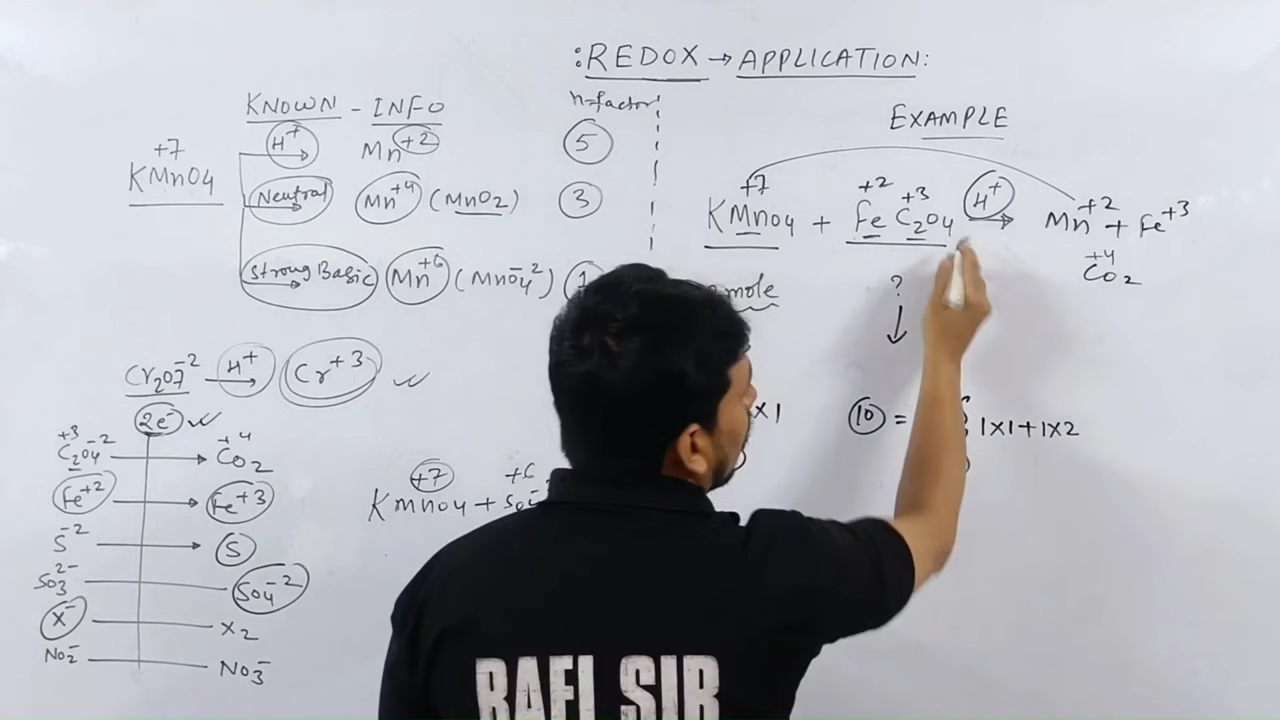 :REDOX → APPLICATION:
KNOWN - INFO
n-factor
+7
KMnO4
H+ → Mn+2 5
Neutral → Mn+4 (MnO2) 3
Strong Basic → Mn+6 (MnO4-2)
Cr2O7-2 H+ → Cr+3 ✓
2e- ✓
+3 +4
C2O4-2 → CO2
Fe+2 → Fe+3
S-2 → S
SO3 2- SO4-2
X- X2
NO2- NO3-
+7
KMnO4 +
EXAMPLE
+7 +2 +3 H+ +2
KMnO4 + FeC2O4 → Mn + Fe+3
+4
CO2
mole
?
↓
×1
10 = 1×1+1×2
RAFI SIR